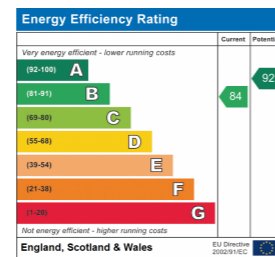 Energy Efficiency Rating
Current Potenti
Very energy efficient - lower running costs
(92-100) A
92
(81-91) B
84
(69-80) C
(55-68) D
(39-54) E
(21-38) F
(1-20) G
Not energy efficient - higher running costs
England, Scotland & Wales
EU Directive
2002/91/EC